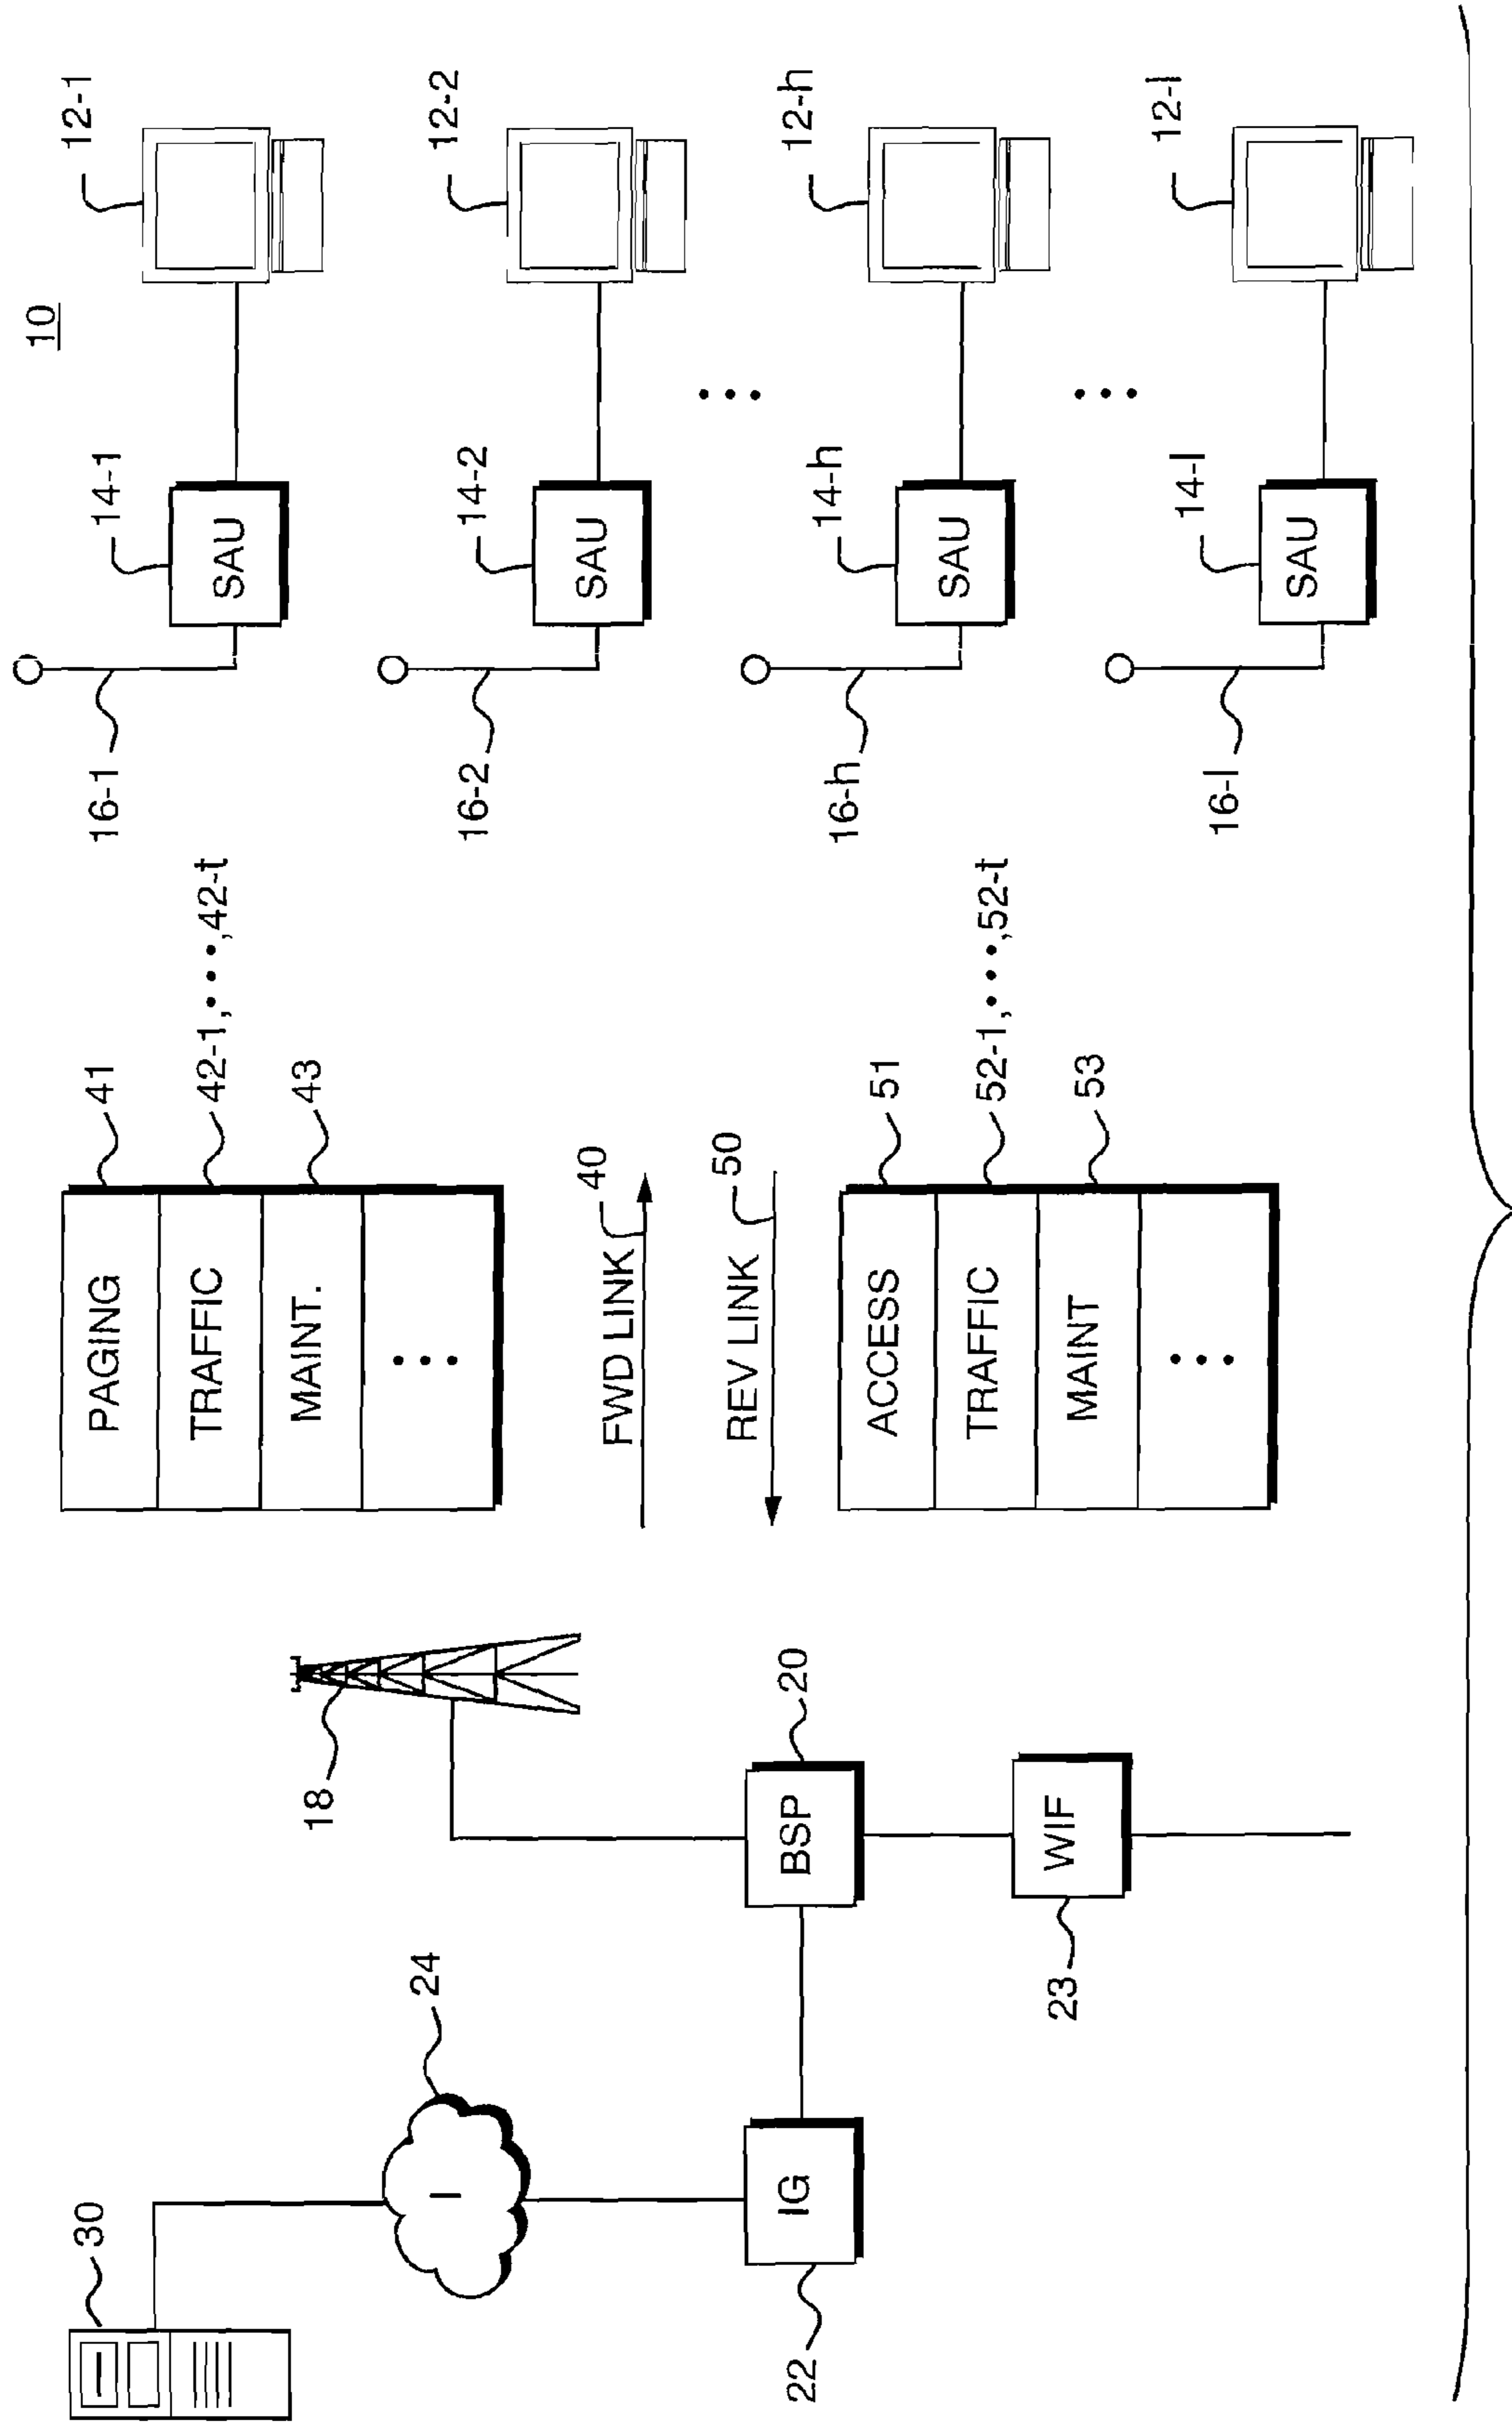 10
30
24
I
22
IG
18
BSP
20
WIF
23
PAGING
41
TRAFFIC
42-1,•••,42-t
MAINT.
43
•••
FWD LINK
40
REV LINK
50
ACCESS
51
TRAFFIC
52-1,•••,52-t
MAINT
53
•••
16-1
14-1
SAU
12-1
16-2
14-2
SAU
12-2
•••
16-h
14-h
SAU
12-h
•••
16-l
14-l
SAU
12-l